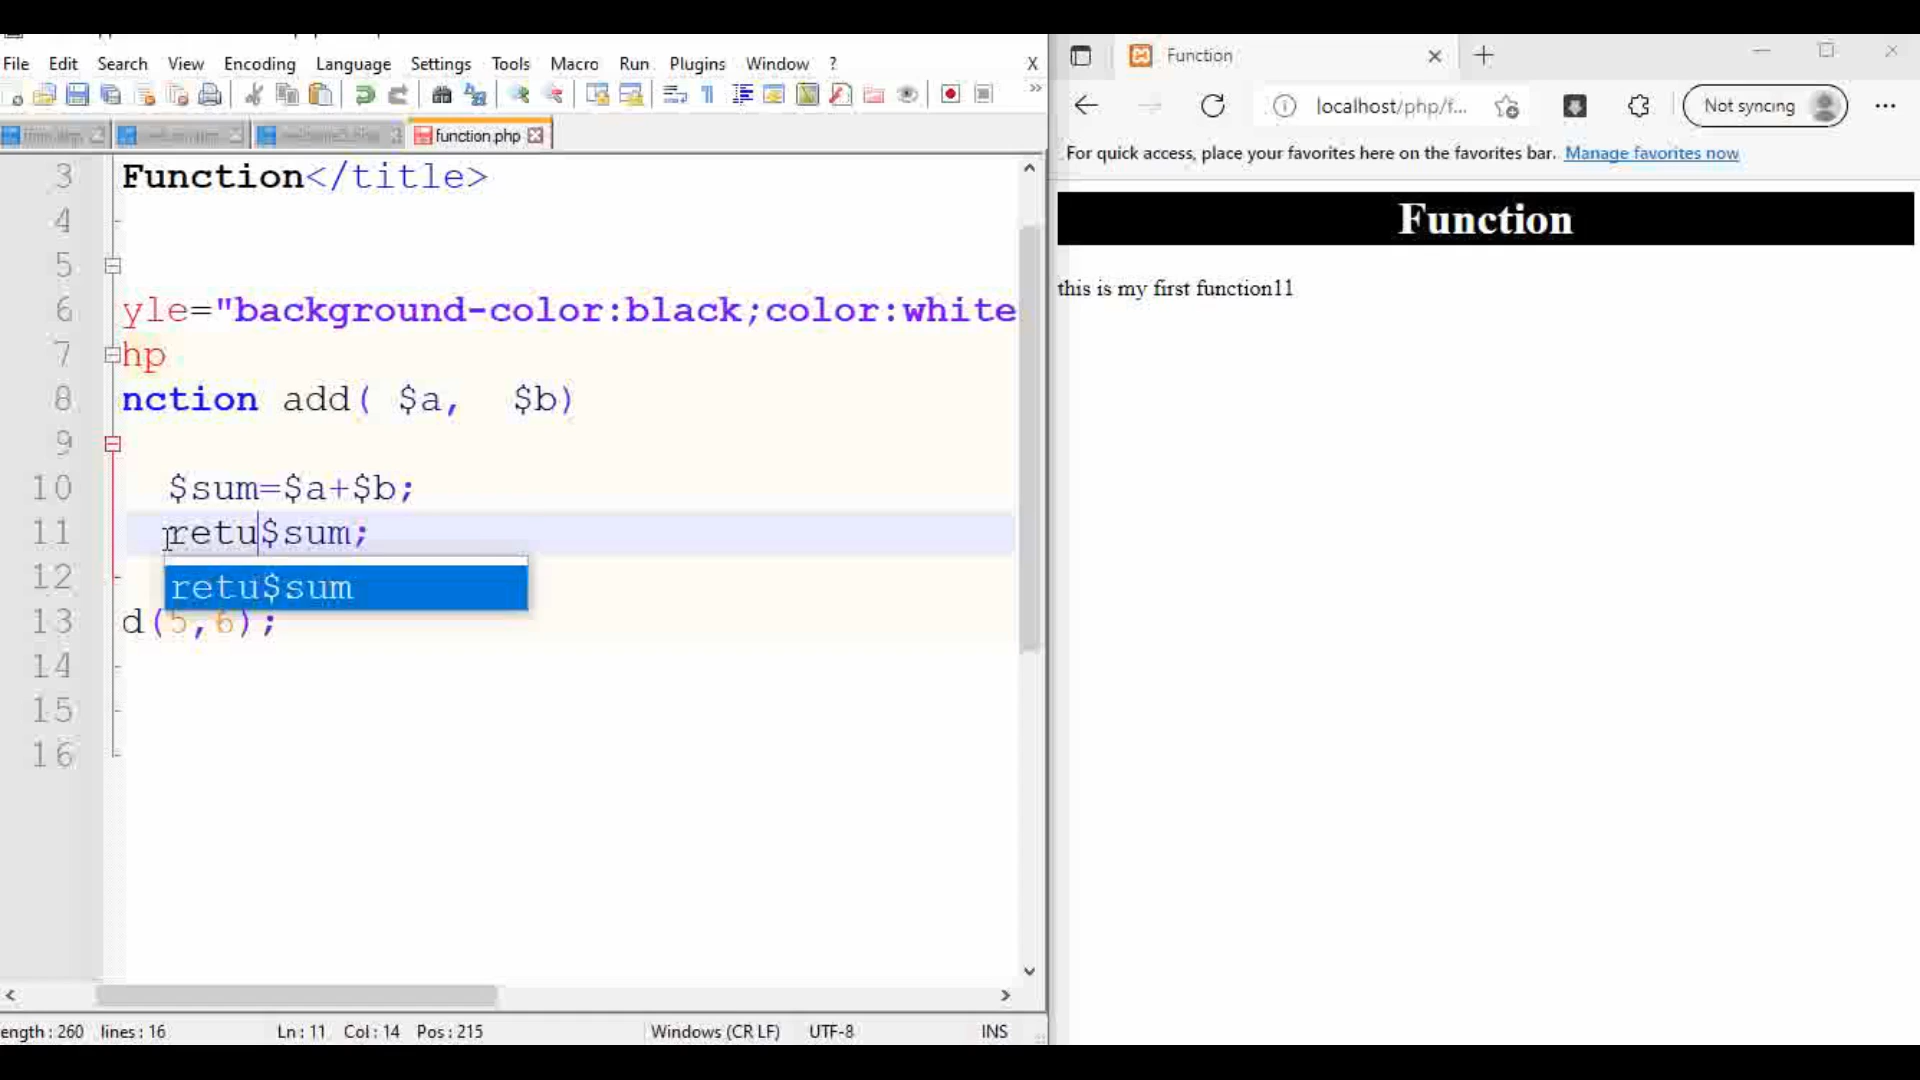 File Edit Search View Encoding Language Settings Tools Macro Run Plugins Window ? X
function.php
3 Function</title>
4
5
6 yle="background-color:black;color:white
7 hp
8 nction add( $a, $b)
9
10 $sum=$a+$b;
11 retu$sum;
retu$sum
12
13 d(5,6);
14
15
16
ength : 260 lines : 16 Ln : 11 Col : 14 Pos : 215 Windows (CR LF) UTF-8 INS
Function
localhost/php/f... Not syncing
For quick access, place your favorites here on the favorites bar. Manage favorites now
Function
this is my first function11